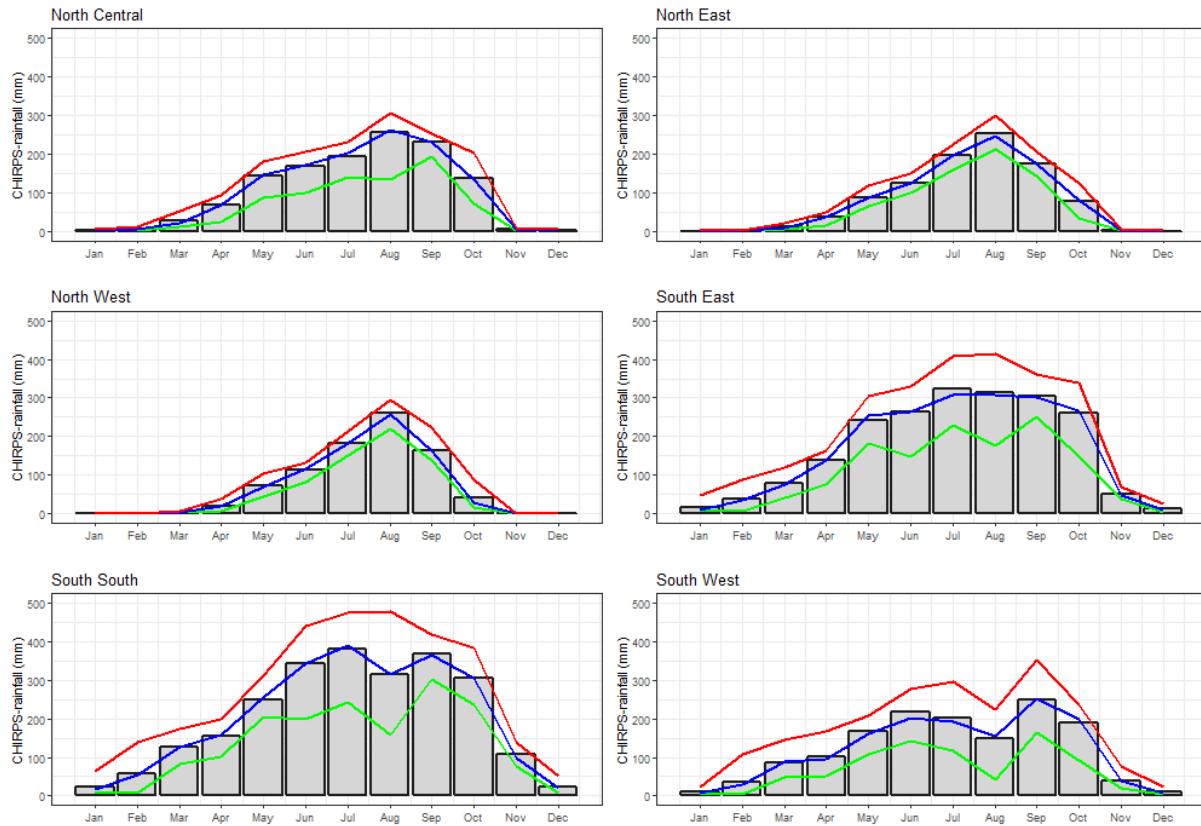 North Central
500
400
300
200
100
0
CHIRPS-rainfall (mm)
Jan Feb Mar Apr May Jun Jul Aug Sep Oct Nov Dec
North East
500
400
300
200
100
0
CHIRPS-rainfall (mm)
Jan Feb Mar Apr May Jun Jul Aug Sep Oct Nov Dec
North West
500
400
300
200
100
0
CHIRPS-rainfall (mm)
Jan Feb Mar Apr May Jun Jul Aug Sep Oct Nov Dec
South East
500
400
300
200
100
0
CHIRPS-rainfall (mm)
Jan Feb Mar Apr May Jun Jul Aug Sep Oct Nov Dec
South South
500
400
300
200
100
0
CHIRPS-rainfall (mm)
Jan Feb Mar Apr May Jun Jul Aug Sep Oct Nov Dec
South West
500
400
300
200
100
0
CHIRPS-rainfall (mm)
Jan Feb Mar Apr May Jun Jul Aug Sep Oct Nov Dec